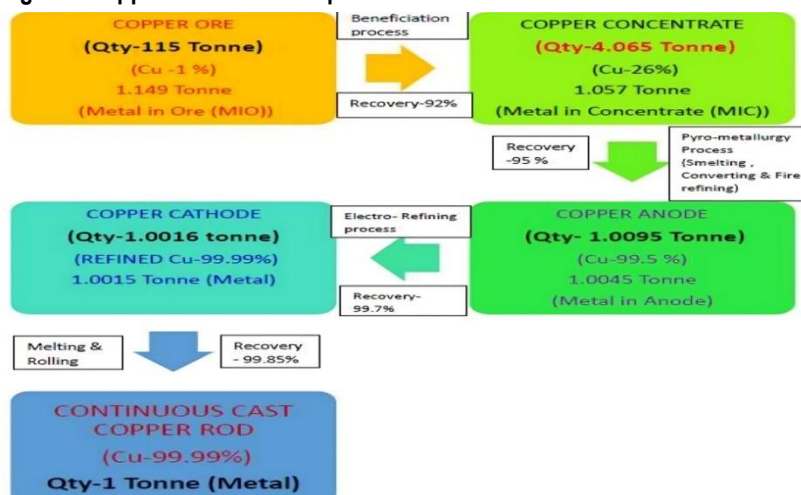 COPPER ORE
(Qty-115 Tonne)
(Cu -1 %)
1.149 Tonne
(Metal in Ore (MIO))
Beneficiation
process
Recovery-92%
COPPER CONCENTRATE
(Qty-4.065 Tonne)
(Cu-26%)
1.057 Tonne
(Metal in Concentrate (MIC))
Recovery
-95 %
Pyro-metallurgy
Process
(Smelting ,
Converting & Fire
refining)
COPPER CATHODE
(Qty-1.0016 tonne)
(REFINED Cu-99.99%)
1.0015 Tonne (Metal)
Electro- Refining
process
Recovery-
99.7%
COPPER ANODE
(Qty- 1.0095 Tonne)
(Cu-99.5 %)
1.0045 Tonne
(Metal in Anode)
Melting &
Rolling
Recovery
- 99.85%
CONTINUOUS CAST
COPPER ROD
(Cu-99.99%)
Qty-1 Tonne (Metal)